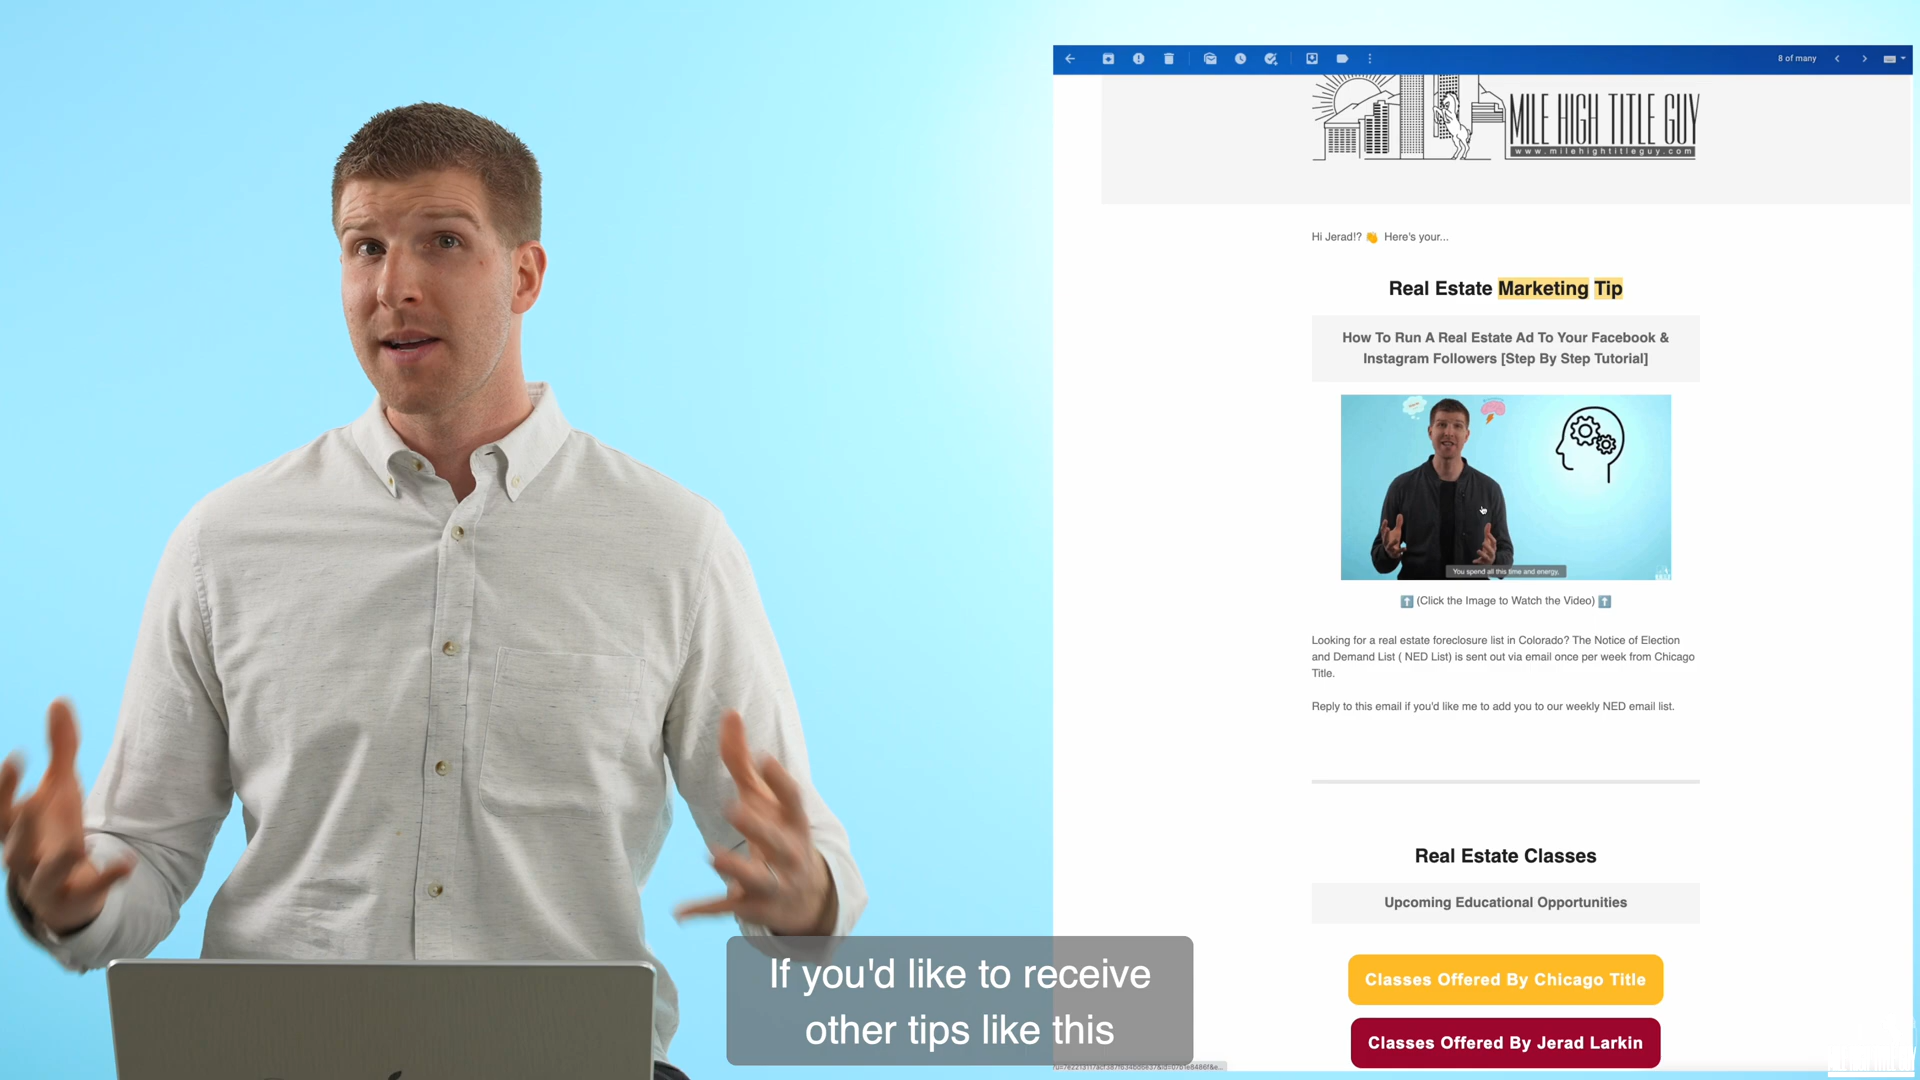 8 of many
MILE HIGH TITLE GUY
www.milehightitleguy.com
Hi Jerad!? 👋 Here's your...
Real Estate Marketing Tip
How To Run A Real Estate Ad To Your Facebook &
Instagram Followers [Step By Step Tutorial]
You spend all this time and energy,
⬆️ (Click the Image to Watch the Video) ⬆️
Looking for a real estate foreclosure list in Colorado? The Notice of Election
and Demand List ( NED List) is sent out via email once per week from Chicago
Title.
Reply to this email if you'd like me to add you to our weekly NED email list.
Real Estate Classes
Upcoming Educational Opportunities
Classes Offered By Chicago Title
Classes Offered By Jerad Larkin
If you'd like to receive
other tips like this